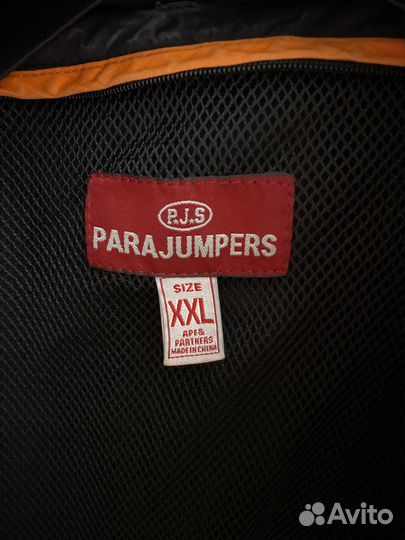 P.J.S
PARAJUMPERS
SIZE
XXL
APE&
PARTNERS
MADE IN CHINA
Avito